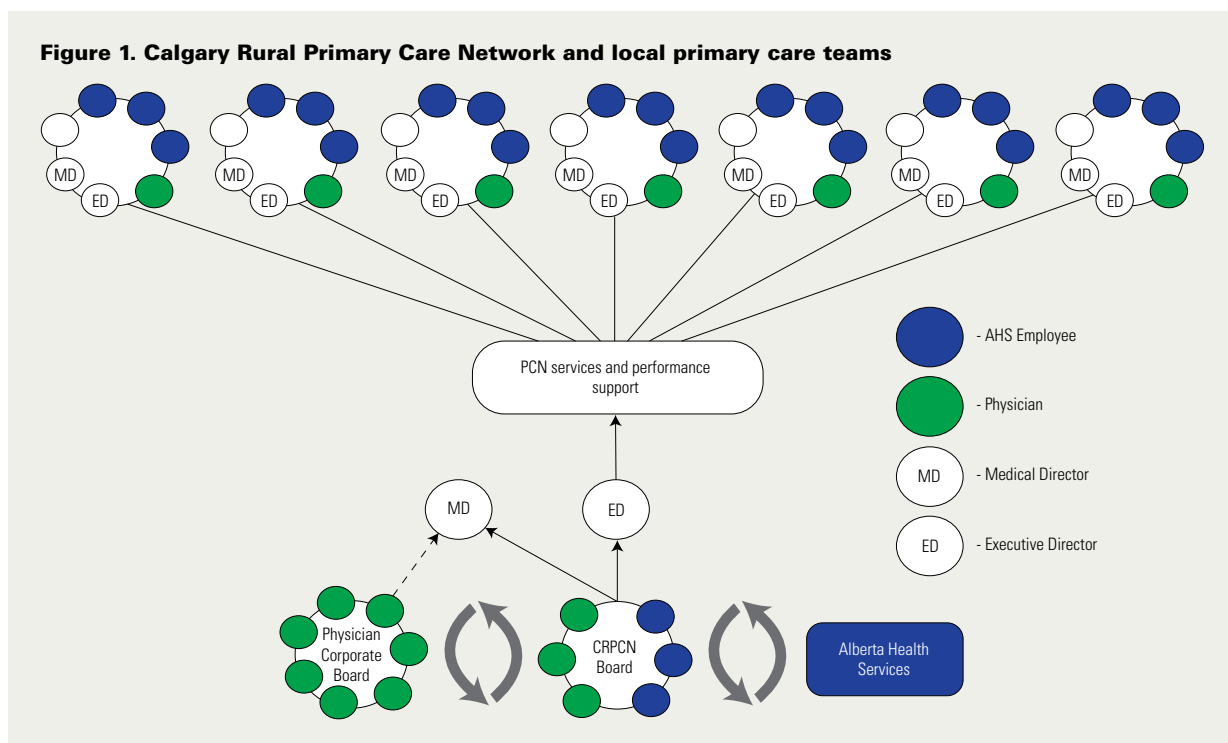 Figure 1. Calgary Rural Primary Care Network and local primary care teams
MD
ED
MD
ED
MD
ED
MD
ED
MD
ED
MD
ED
MD
ED
PCN services and performance
support
- AHS Employee
- Physician
MD
- Medical Director
ED
- Executive Director
MD
ED
Physician
Corporate
Board
CRPCN
Board
Alberta Health
Services